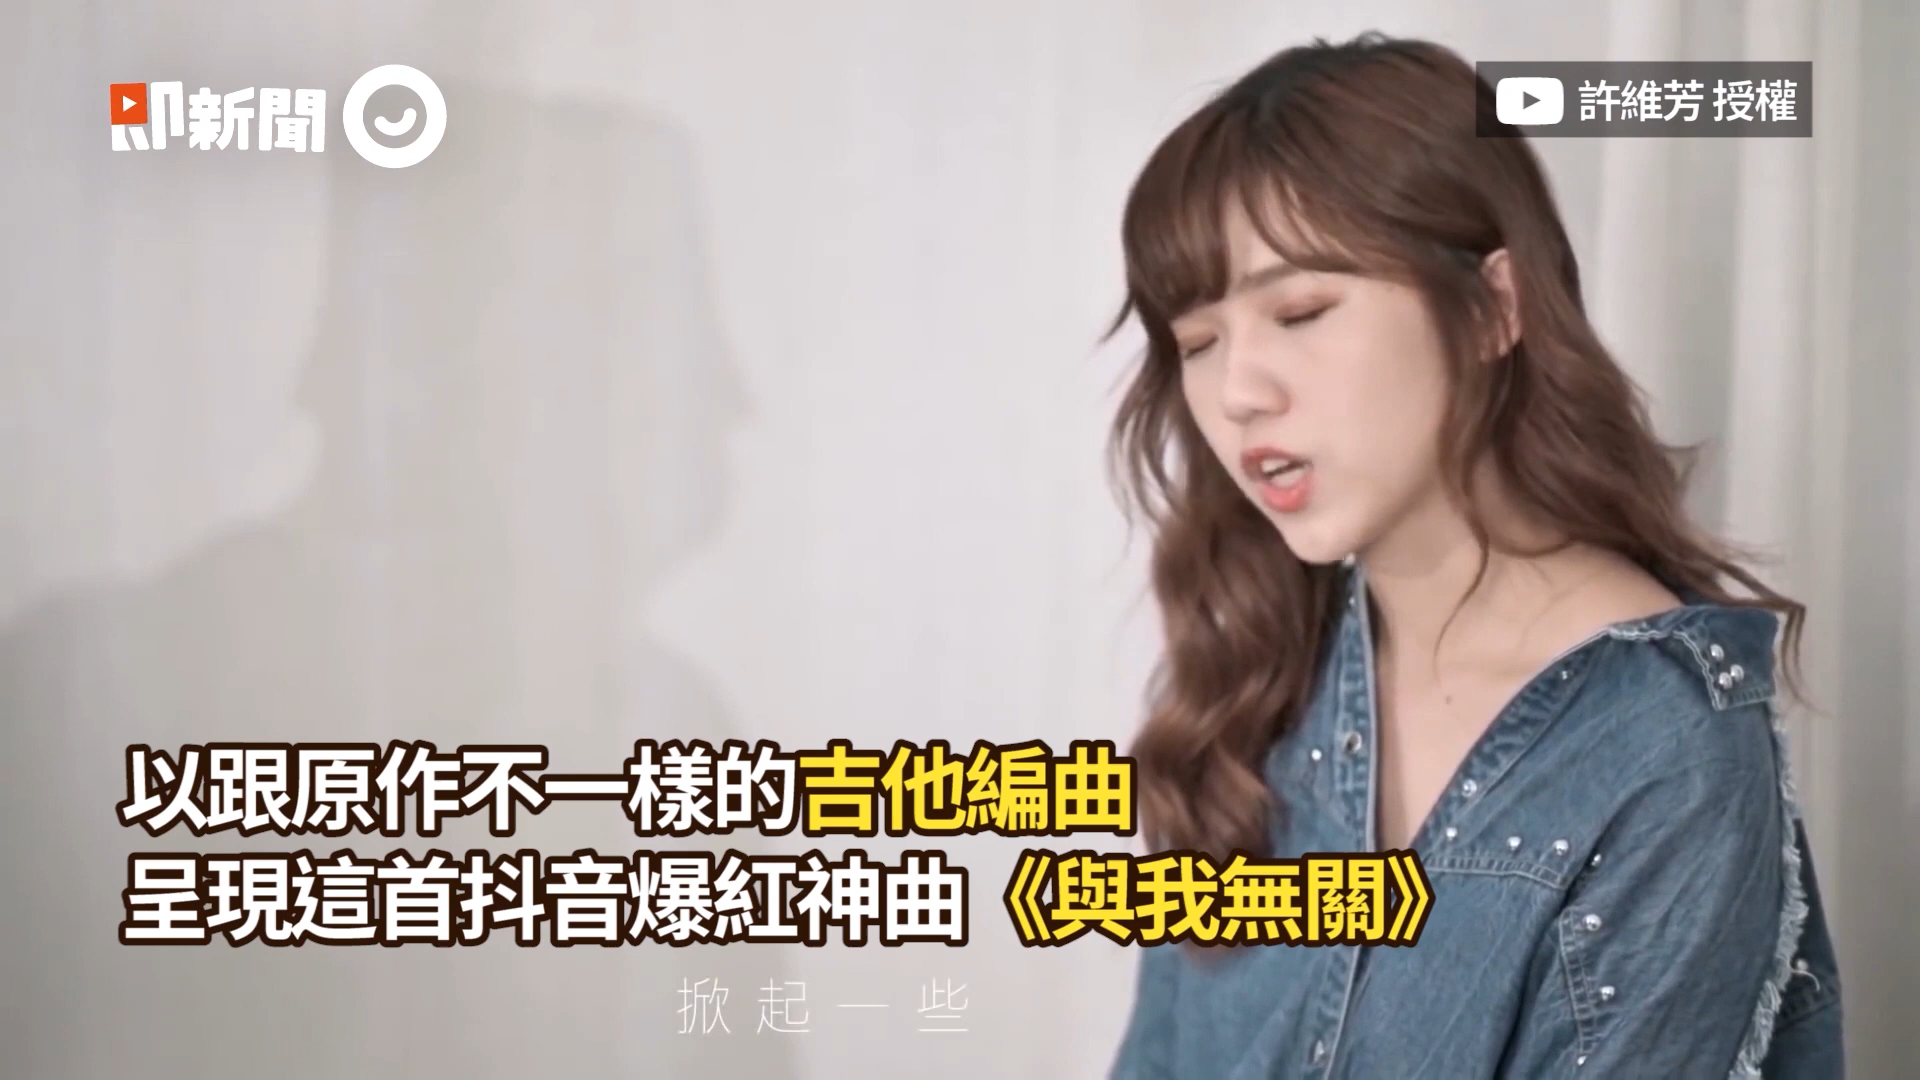 即新聞
許維芳 授權
以跟原作不一樣的吉他編曲
呈現這首抖音爆紅神曲《與我無關》
掀起一些